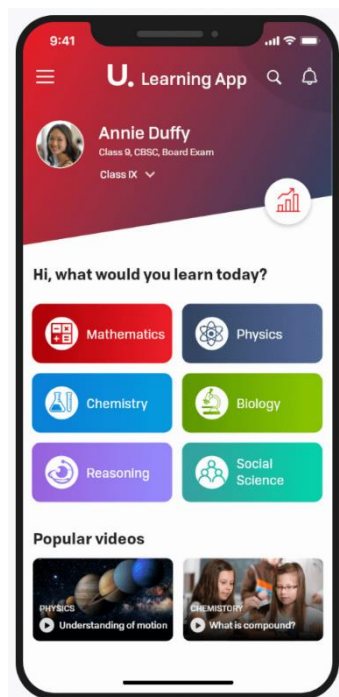 9:41
U. Learning App
Annie Duffy
Class 9, CBSC, Board Exam
Class IX
Hi, what would you learn today?
Mathematics
Physics
Chemistry
Biology
Reasoning
Social
Science
Popular videos
PHYSICS
Understanding of motion
CHEMISTORY
What is compound?